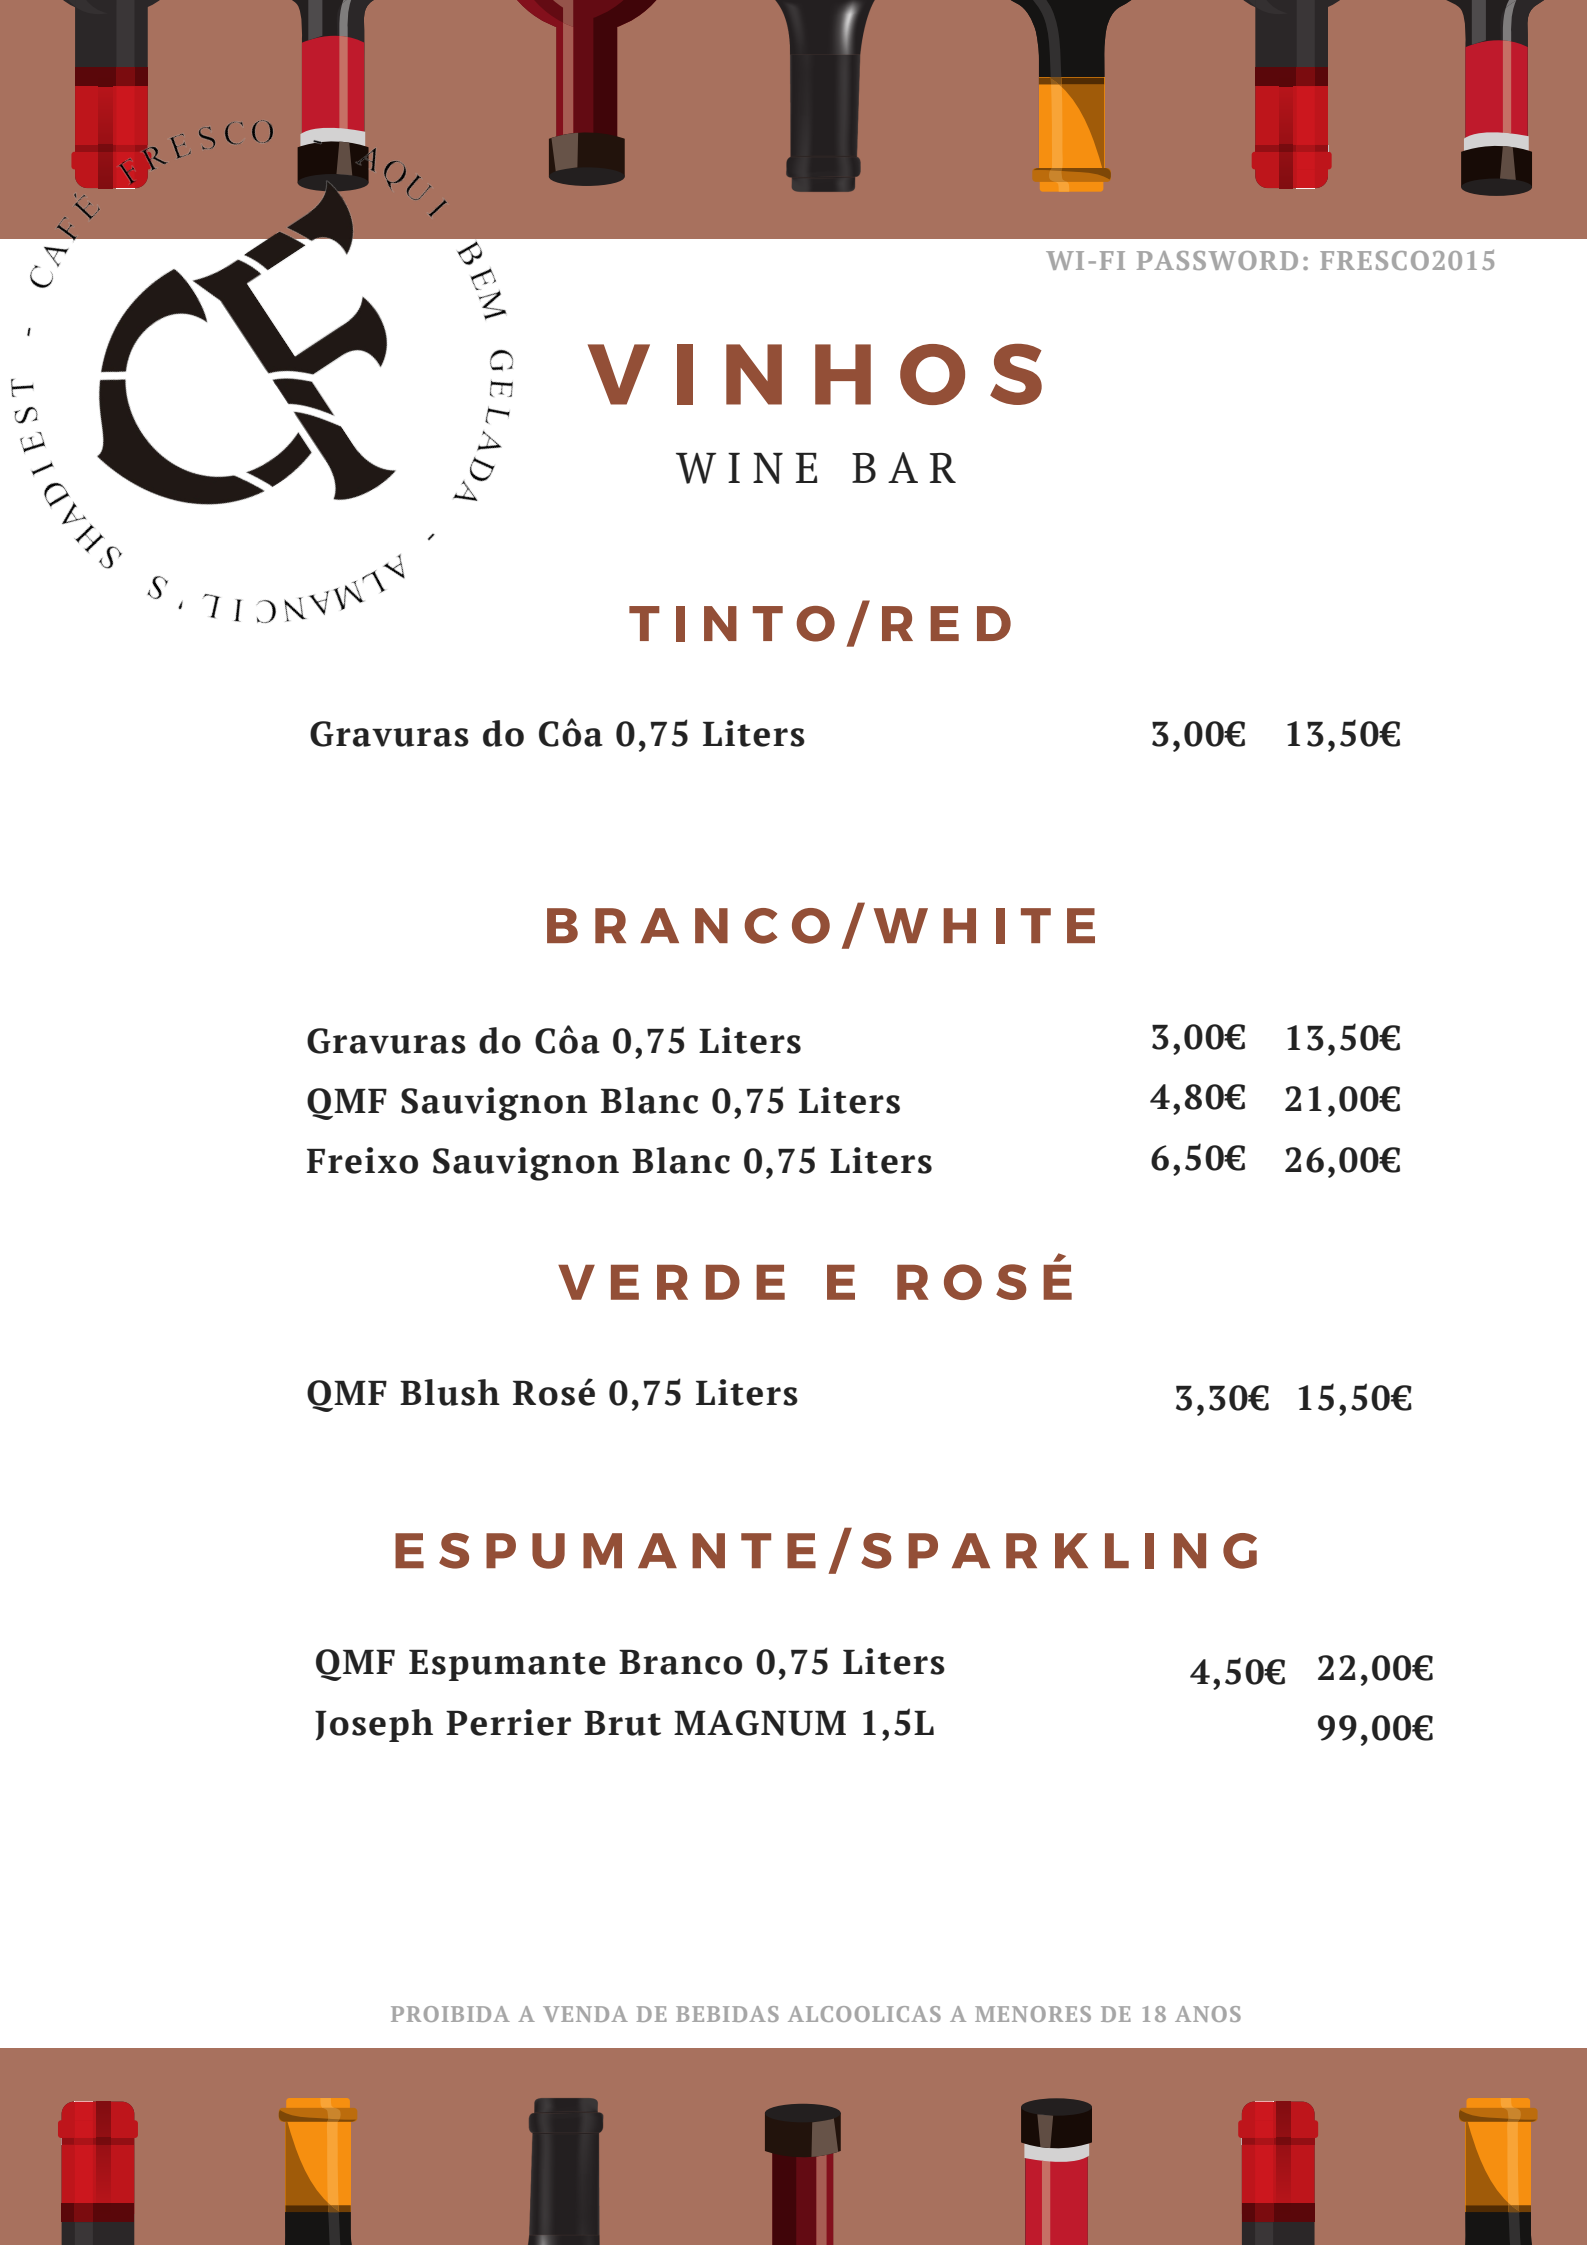 CAFÉ FRESCO - AQUI BEM GELADA - ALMANCIL'S SHADIEST -
CF
WI-FI PASSWORD: FRESCO2015
VINHOS
WINE BAR
TINTO/RED
Gravuras do Côa 0,75 Liters 3,00€ 13,50€
BRANCO/WHITE
Gravuras do Côa 0,75 Liters 3,00€ 13,50€
QMF Sauvignon Blanc 0,75 Liters 4,80€ 21,00€
Freixo Sauvignon Blanc 0,75 Liters 6,50€ 26,00€
VERDE E ROSÉ
QMF Blush Rosé 0,75 Liters 3,30€ 15,50€
ESPUMANTE/SPARKLING
QMF Espumante Branco 0,75 Liters 4,50€ 22,00€
Joseph Perrier Brut MAGNUM 1,5L 99,00€
PROIBIDA A VENDA DE BEBIDAS ALCOOLICAS A MENORES DE 18 ANOS